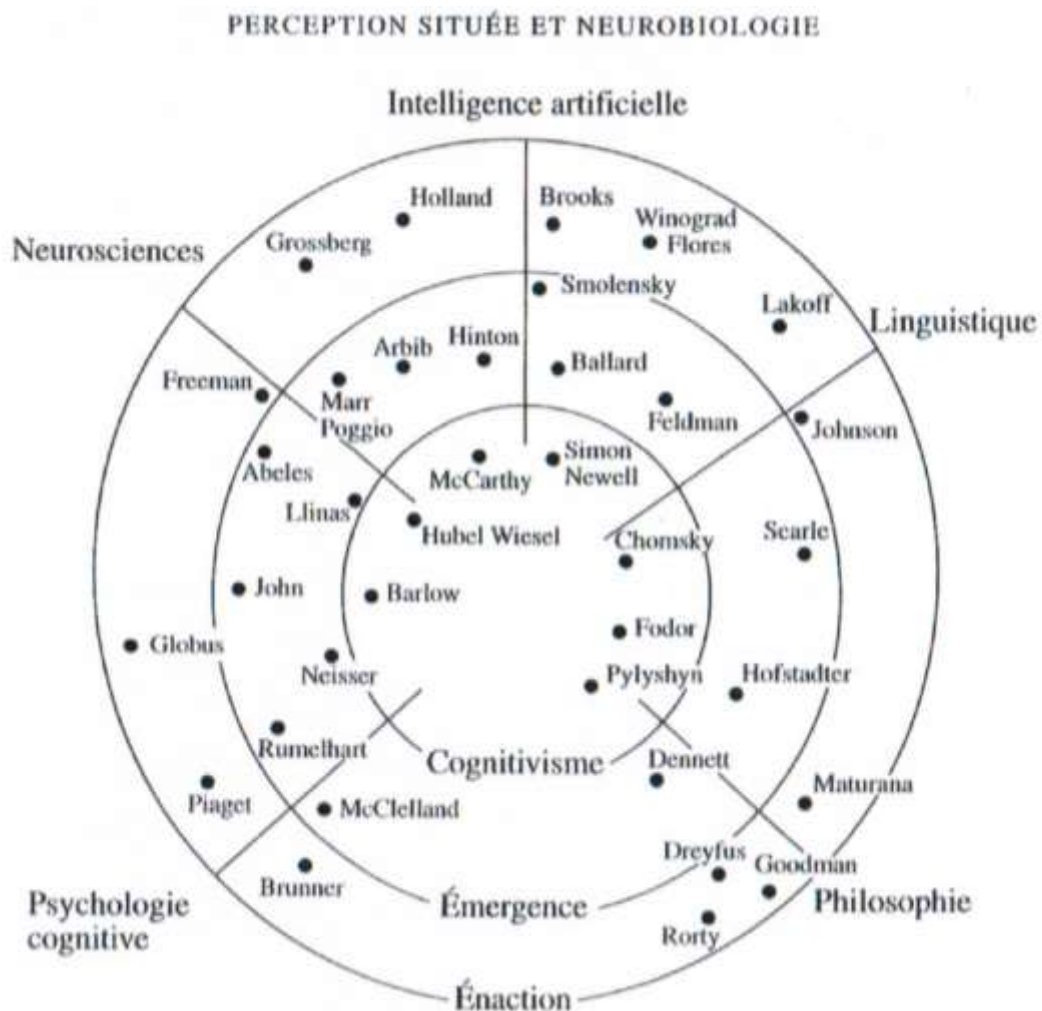 PERCEPTION SITUÉE ET NEUROBIOLOGIE
Intelligence artificielle
Holland
Brooks
Winograd
Flores
Neurosciences
Grossberg
Smolensky
Lakoff
Linguistique
Arbib
Hinton
Ballard
Freeman
Marr
Poggio
Feldman
Johnson
Abeles
McCarthy
Simon
Newell
Llinas
Hubel Wiesel
Chomsky
Searle
John
Barlow
Fodor
Globus
Neisser
Pylyshyn
Hofstadter
Rumelhart
Cognitivisme
Dennett
Piaget
McClelland
Maturana
Dreyfus
Goodman
Brunner
Psychologie
cognitive
Émergence
Philosophie
Rorty
Énaction